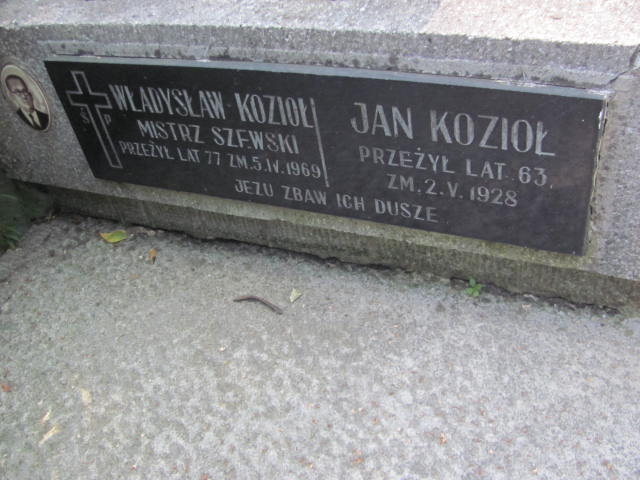 Ś P
WŁADYSŁAW KOZIOŁ
MISTRZ SZEWSKI
PRZEŻYŁ LAT 77 ZM. 5. IV. 1969
JAN KOZIOŁ
PRZEŻYŁ LAT. 63.
ZM. 2. V. 1928
JEZU ZBAW ICH DUSZE.